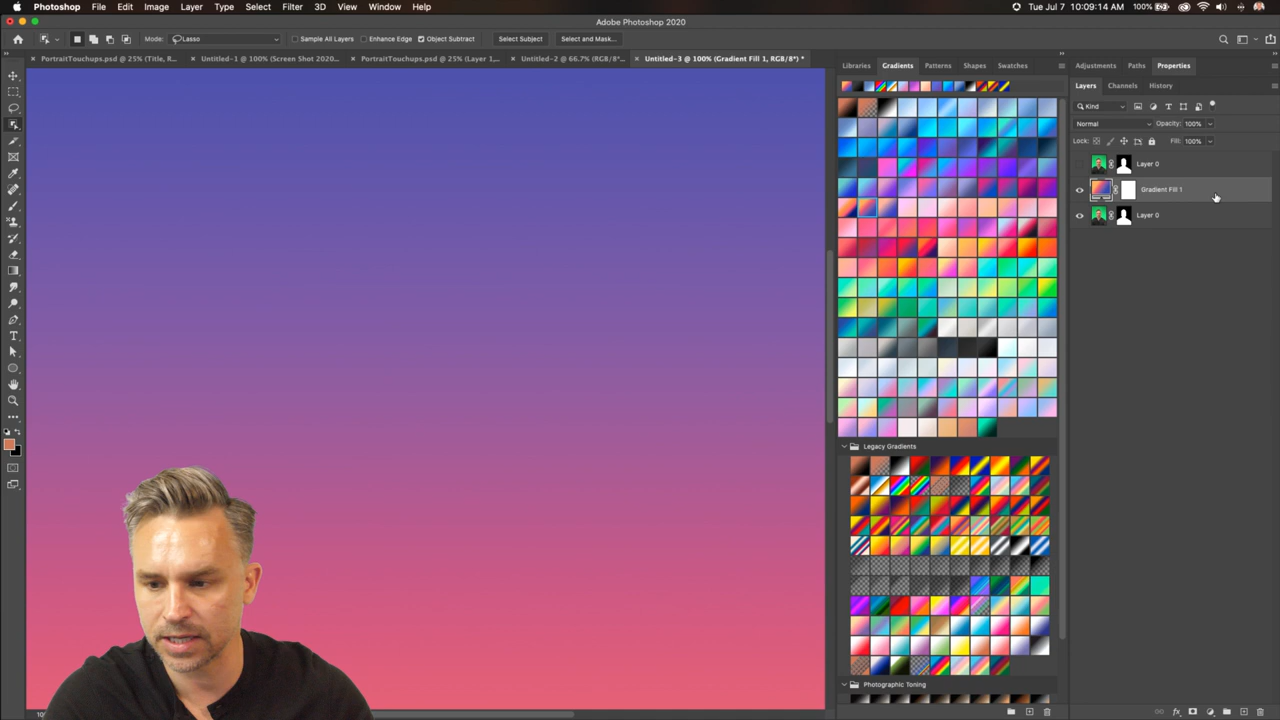 Photoshop File Edit Image Layer Type Select Filter 3D View Window Help 100% Tue Jul 7 10:09:14 AM
Adobe Photoshop 2020
Mode: Lasso Sample All Layers Enhance Edge Object Subtract Select Subject Select and Mask...
PortraitTouchups.psd @ 25% (Title, R... Untitled-1 @ 100% (Screen Shot 2020... PortraitTouchups.psd @ 25% (Layer 1,... Untitled-2 @ 66.7% (RGB/8*)... Untitled-3 @ 100% (Gradient Fill 1, RGB/8*) *
Libraries Gradients Patterns Shapes Swatches
Adjustments Paths Properties
Layers Channels History
Kind
Normal Opacity: 100%
Lock: Fill: 100%
Layer 0
Gradient Fill 1
Layer 0
Legacy Gradients
Photographic Toning